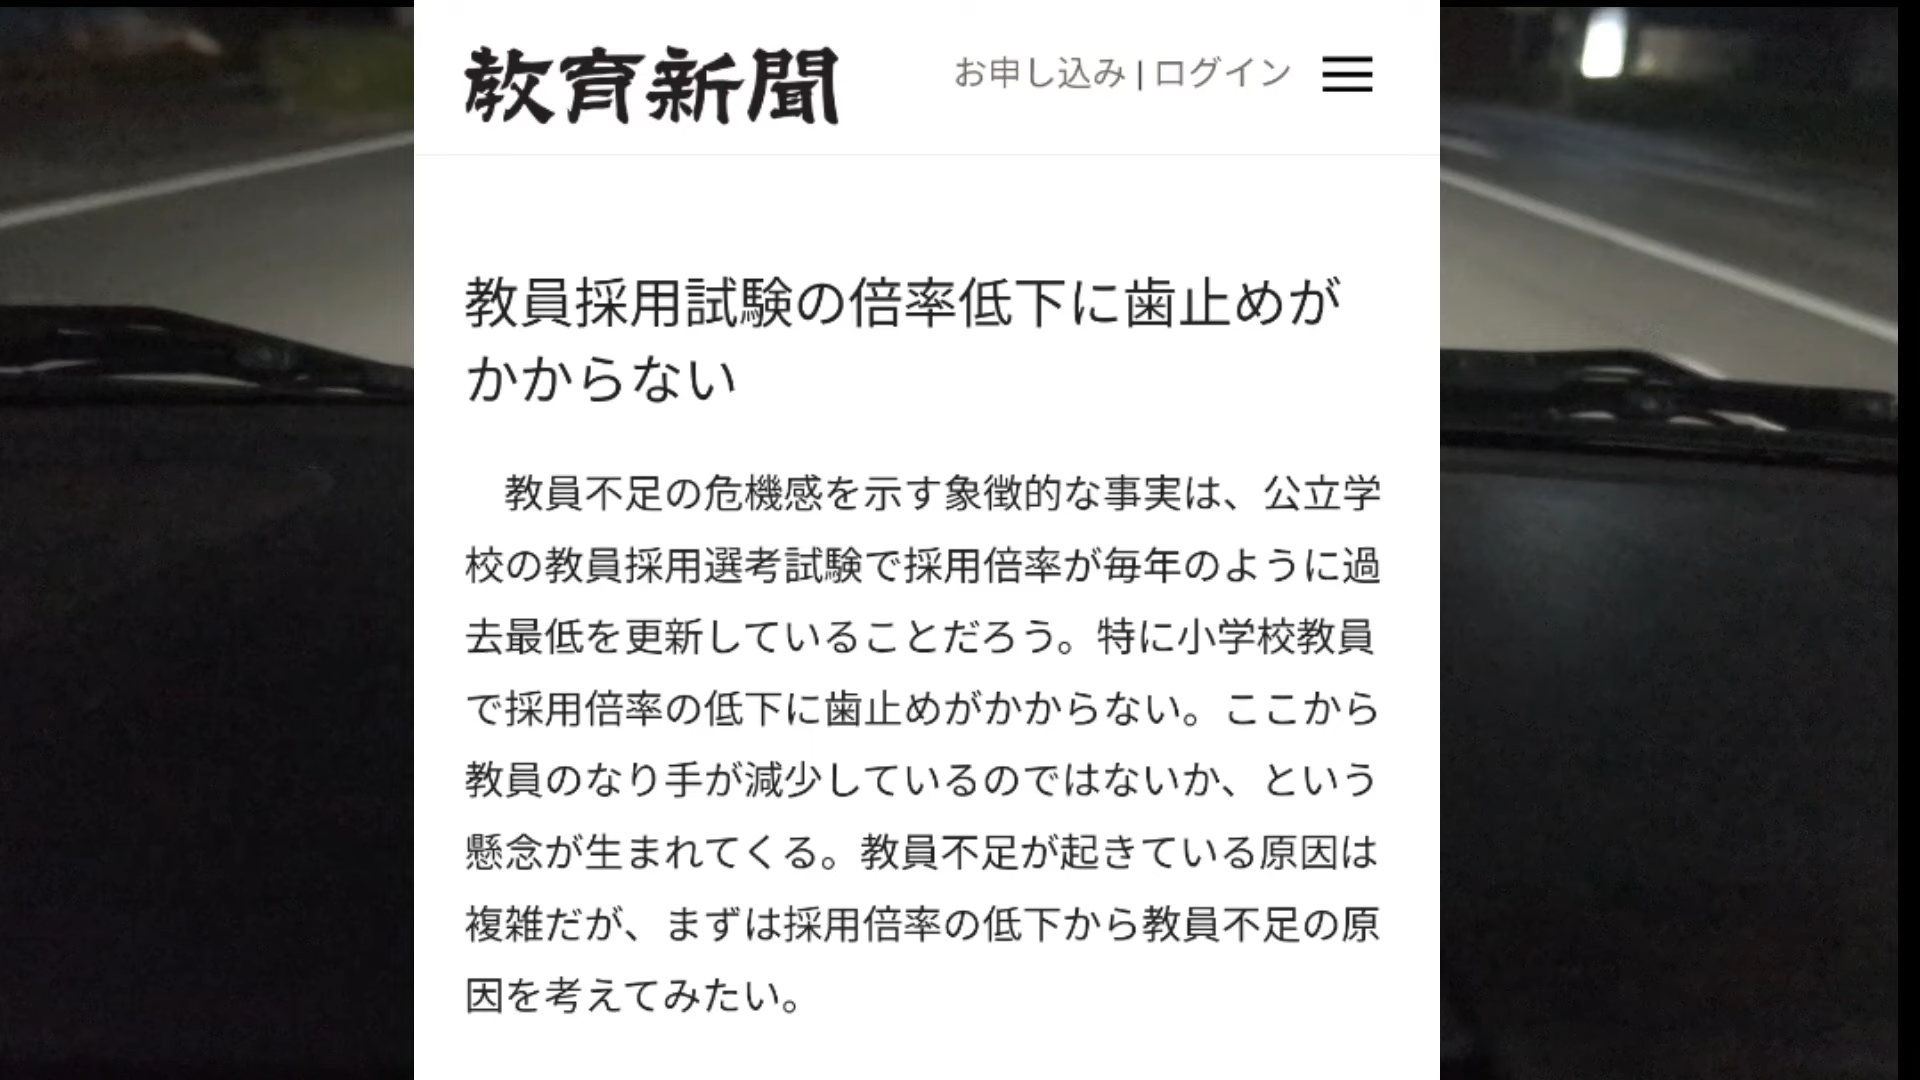 教育新聞
お申し込み | ログイン
教員採用試験の倍率低下に歯止めが
かからない
教員不足の危機感を示す象徴的な事実は、公立学
校の教員採用選考試験で採用倍率が毎年のように過
去最低を更新していることだろう。特に小学校教員
で採用倍率の低下に歯止めがかからない。ここから
教員のなり手が減少しているのではないか、という
懸念が生まれてくる。教員不足が起きている原因は
複雑だが、まずは採用倍率の低下から教員不足の原
因を考えてみたい。